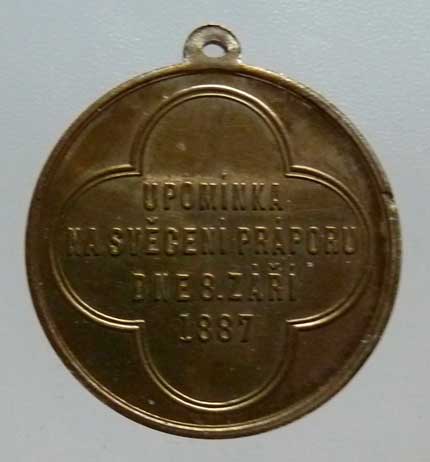 UPOMÍNKA
NA SVĚCENÍ PRÁPORU
DNE 8. ZÁŘÍ
1887